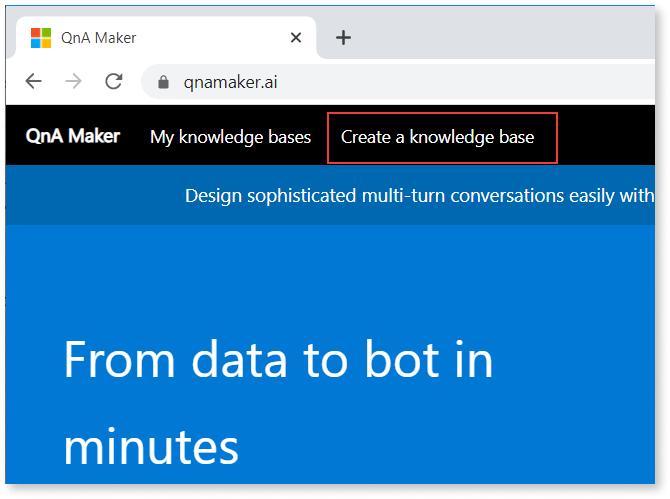 QnA Maker
qnamaker.ai
QnA Maker My knowledge bases Create a knowledge base
Design sophisticated multi-turn conversations easily with
From data to bot in
minutes